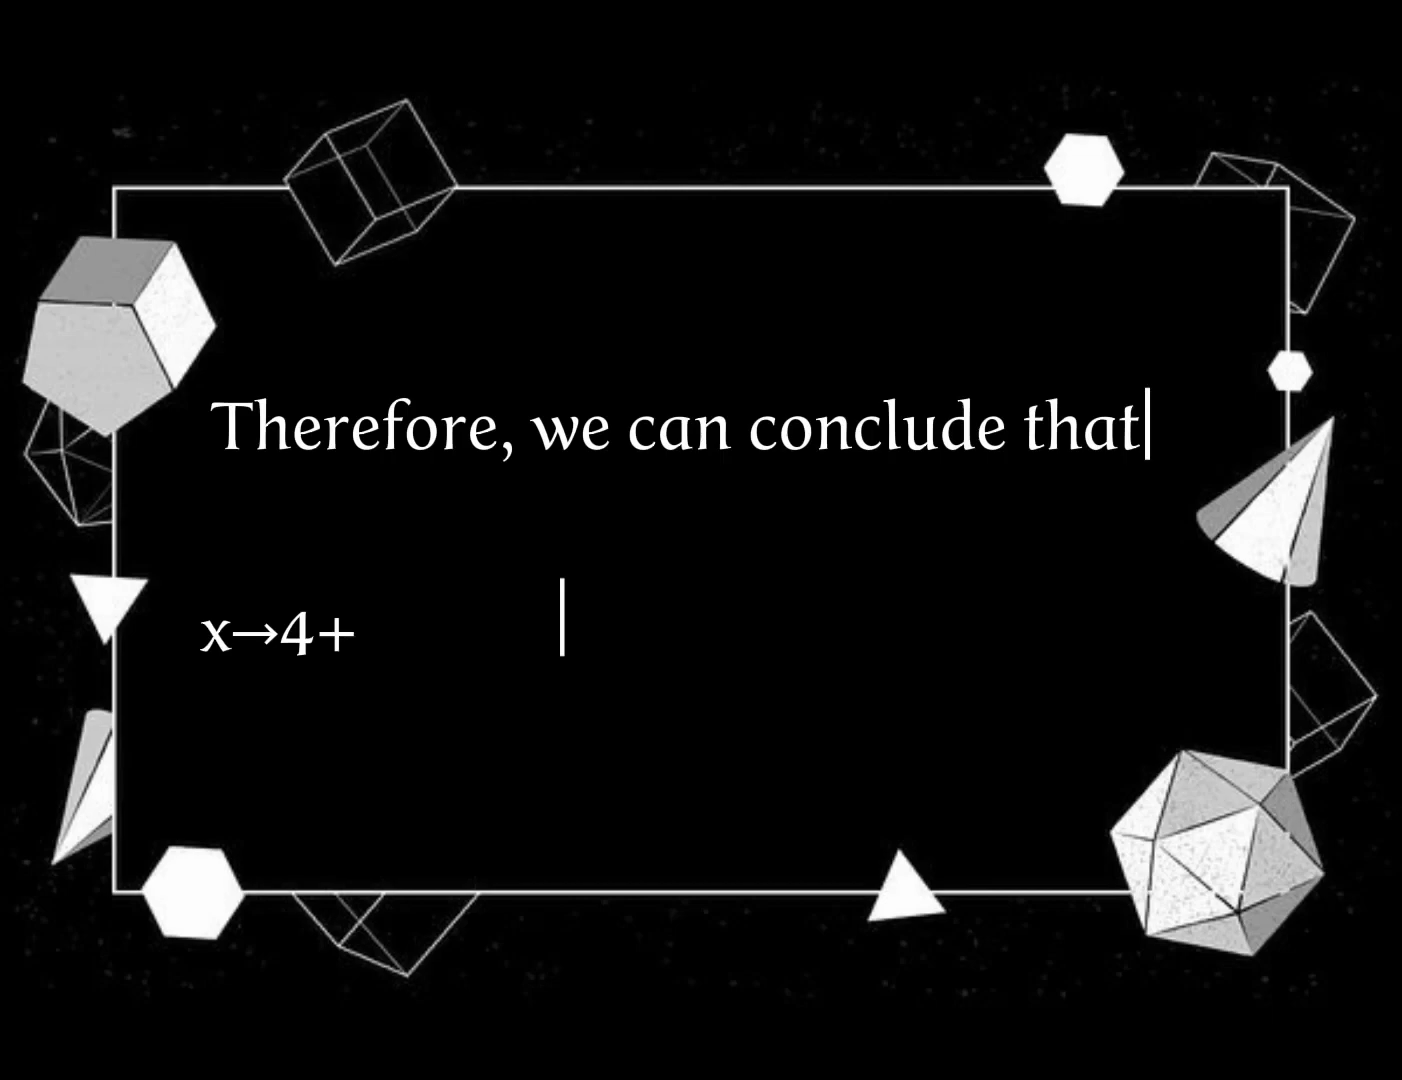 Therefore, we can conclude that|
x→4+ |